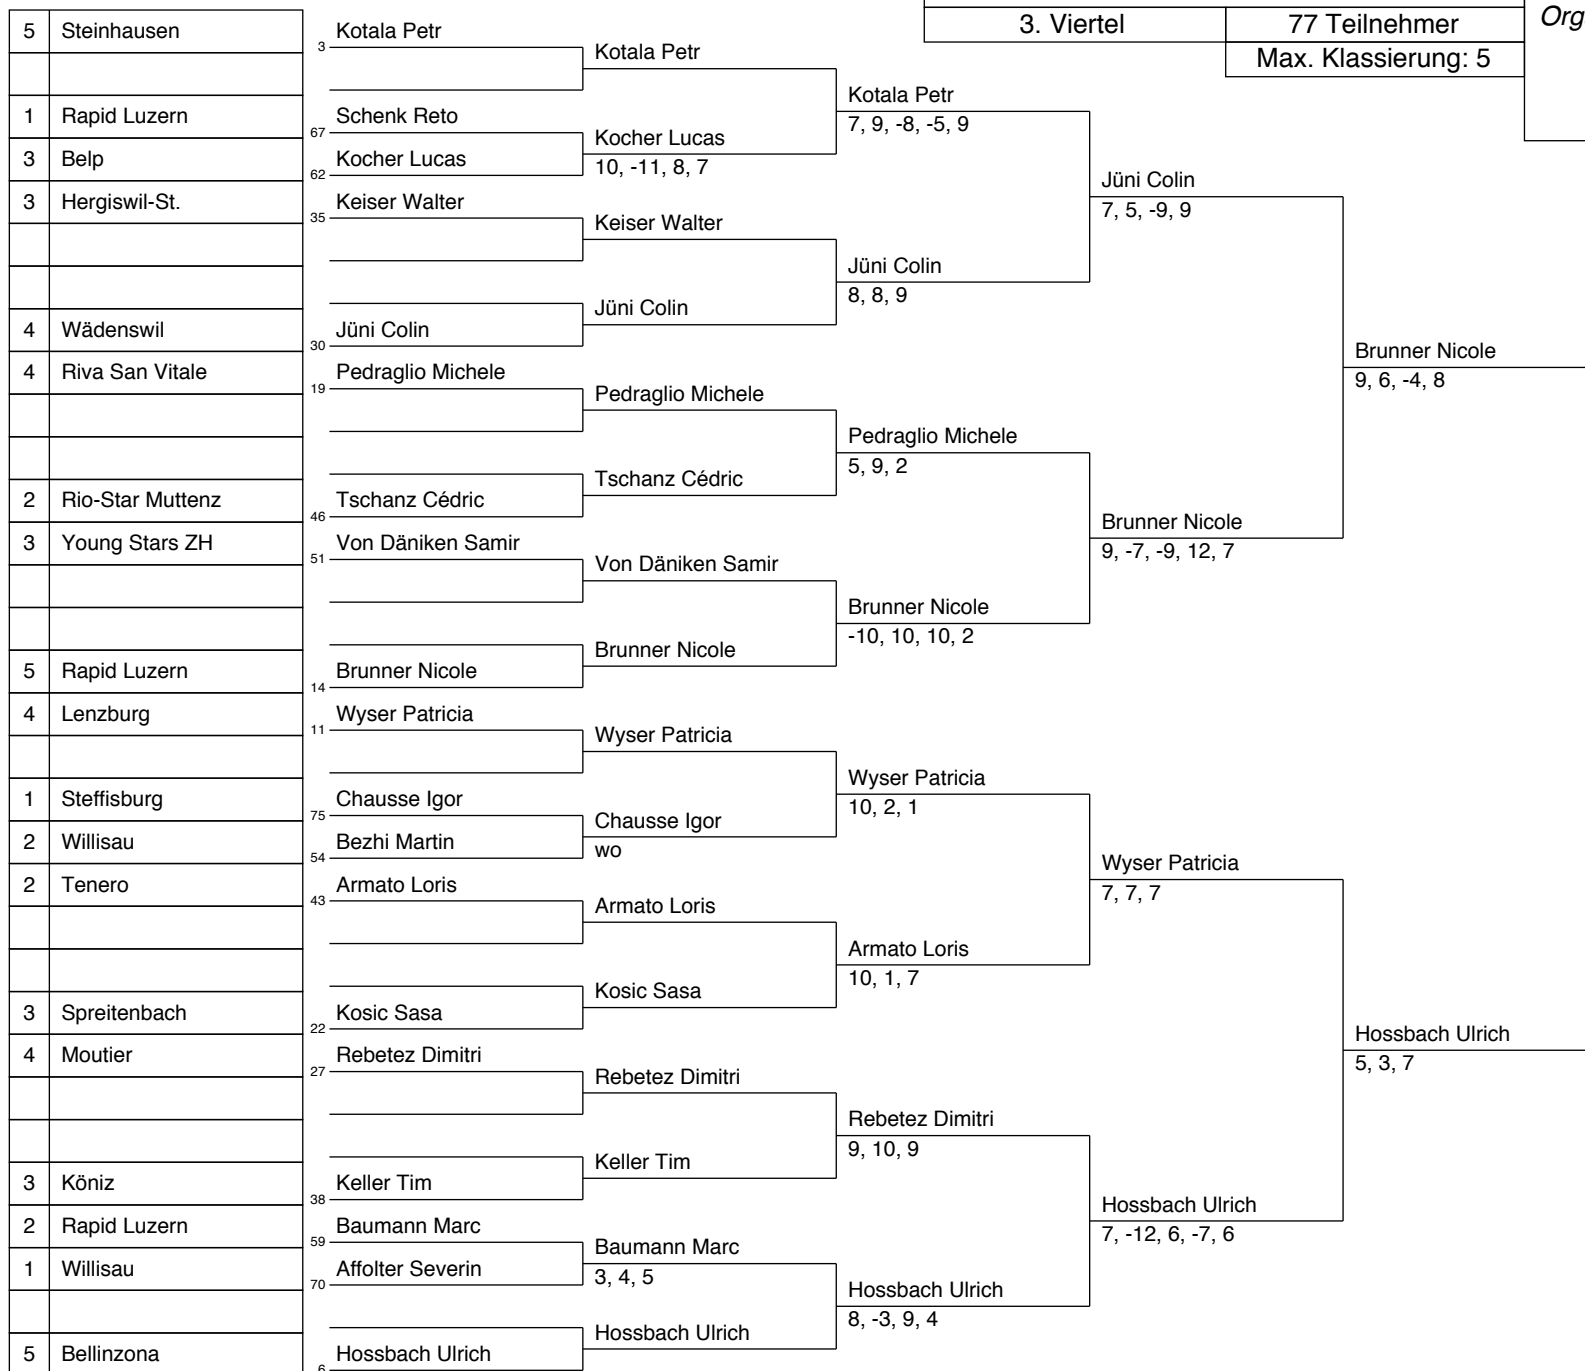 3. Viertel 77 Teilnehmer Org
Max. Klassierung: 5
5 Steinhausen 3 Kotala Petr
Kotala Petr
Kotala Petr
7, 9, -8, -5, 9
1 Rapid Luzern 67 Schenk Reto
Kocher Lucas
10, -11, 8, 7
3 Belp 62 Kocher Lucas
Jüni Colin
7, 5, -9, 9
3 Hergiswil-St. 35 Keiser Walter
Keiser Walter
Jüni Colin
8, 8, 9
Jüni Colin
4 Wädenswil 30 Jüni Colin
Brunner Nicole
9, 6, -4, 8
4 Riva San Vitale 19 Pedraglio Michele
Pedraglio Michele
Pedraglio Michele
5, 9, 2
Tschanz Cédric
2 Rio-Star Muttenz 46 Tschanz Cédric
Brunner Nicole
9, -7, -9, 12, 7
3 Young Stars ZH 51 Von Däniken Samir
Von Däniken Samir
Brunner Nicole
-10, 10, 10, 2
Brunner Nicole
5 Rapid Luzern 14 Brunner Nicole
4 Lenzburg 11 Wyser Patricia
Wyser Patricia
Wyser Patricia
10, 2, 1
1 Steffisburg 75 Chausse Igor
Chausse Igor
wo
2 Willisau 54 Bezhi Martin
Wyser Patricia
7, 7, 7
2 Tenero 43 Armato Loris
Armato Loris
Armato Loris
10, 1, 7
Kosic Sasa
3 Spreitenbach 22 Kosic Sasa
Hossbach Ulrich
5, 3, 7
4 Moutier 27 Rebetez Dimitri
Rebetez Dimitri
Rebetez Dimitri
9, 10, 9
Keller Tim
3 Köniz 38 Keller Tim
Hossbach Ulrich
7, -12, 6, -7, 6
2 Rapid Luzern 59 Baumann Marc
Baumann Marc
3, 4, 5
1 Willisau 70 Affolter Severin
Hossbach Ulrich
8, -3, 9, 4
Hossbach Ulrich
5 Bellinzona 6 Hossbach Ulrich